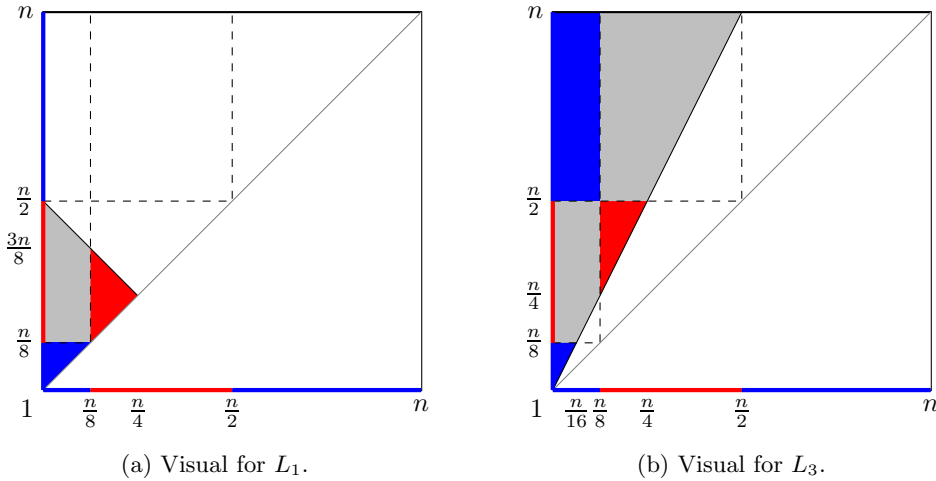 n
n/2
3n/8
n/8
1 n/8 n/4 n/2 n
(a) Visual for L₁.
n
n/2
n/4
n/8
1 n/16 n/8 n/4 n/2 n
(b) Visual for L₃.